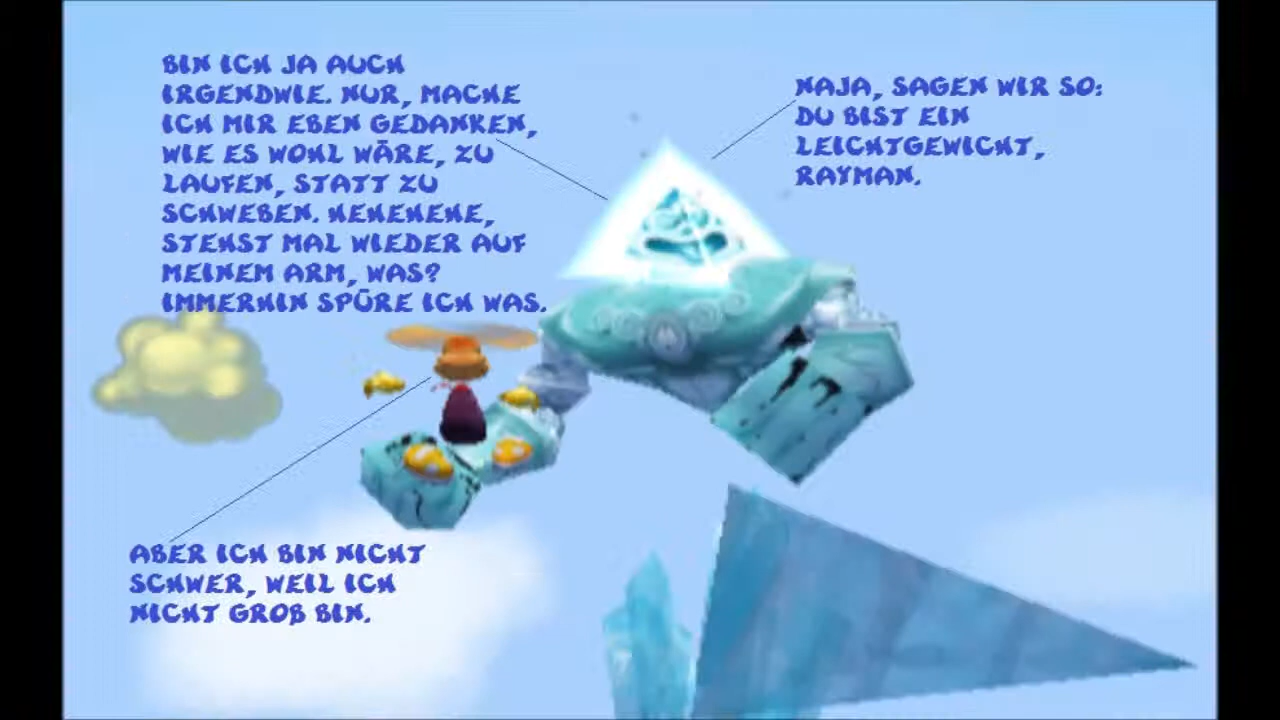 BIN ICH JA AUCH
IRGENDWIE. NUR, MACHE
ICH MIR EBEN GEDANKEN,
WIE ES WOHL WÄRE, ZU
LAUFEN, STATT ZU
SCHWEBEN. HEHEHEHE,
STEHST MAL WIEDER AUF
MEINEM ARM, WAS?
IMMERHIN SPÜRE ICH WAS.
NAJA, SAGEN WIR SO:
DU BIST EIN
LEICHTGEWICHT,
RAYMAN.
ABER ICH BIN NICHT
SCHWER, WEIL ICH
NICHT GROß BIN.